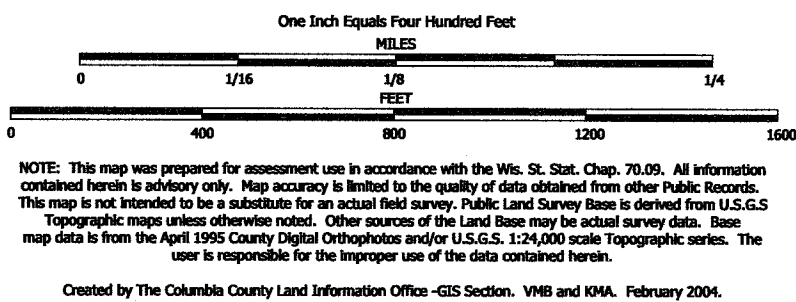 One Inch Equals Four Hundred Feet
MILES
0 1/16 1/8 1/4
FEET
0 400 800 1200 1600
NOTE: This map was prepared for assessment use in accordance with the Wis. St. Stat. Chap. 70.09. All information
contained herein is advisory only. Map accuracy is limited to the quality of data obtained from other Public Records.
This map is not intended to be a substitute for an actual field survey. Public Land Survey Base is derived from U.S.G.S
Topographic maps unless otherwise noted. Other sources of the Land Base may be actual survey data. Base
map data is from the April 1995 County Digital Orthophotos and/or U.S.G.S. 1:24,000 scale Topographic series. The
user is responsible for the improper use of the data contained herein.
Created by The Columbia County Land Information Office -GIS Section. VMB and KMA. February 2004.